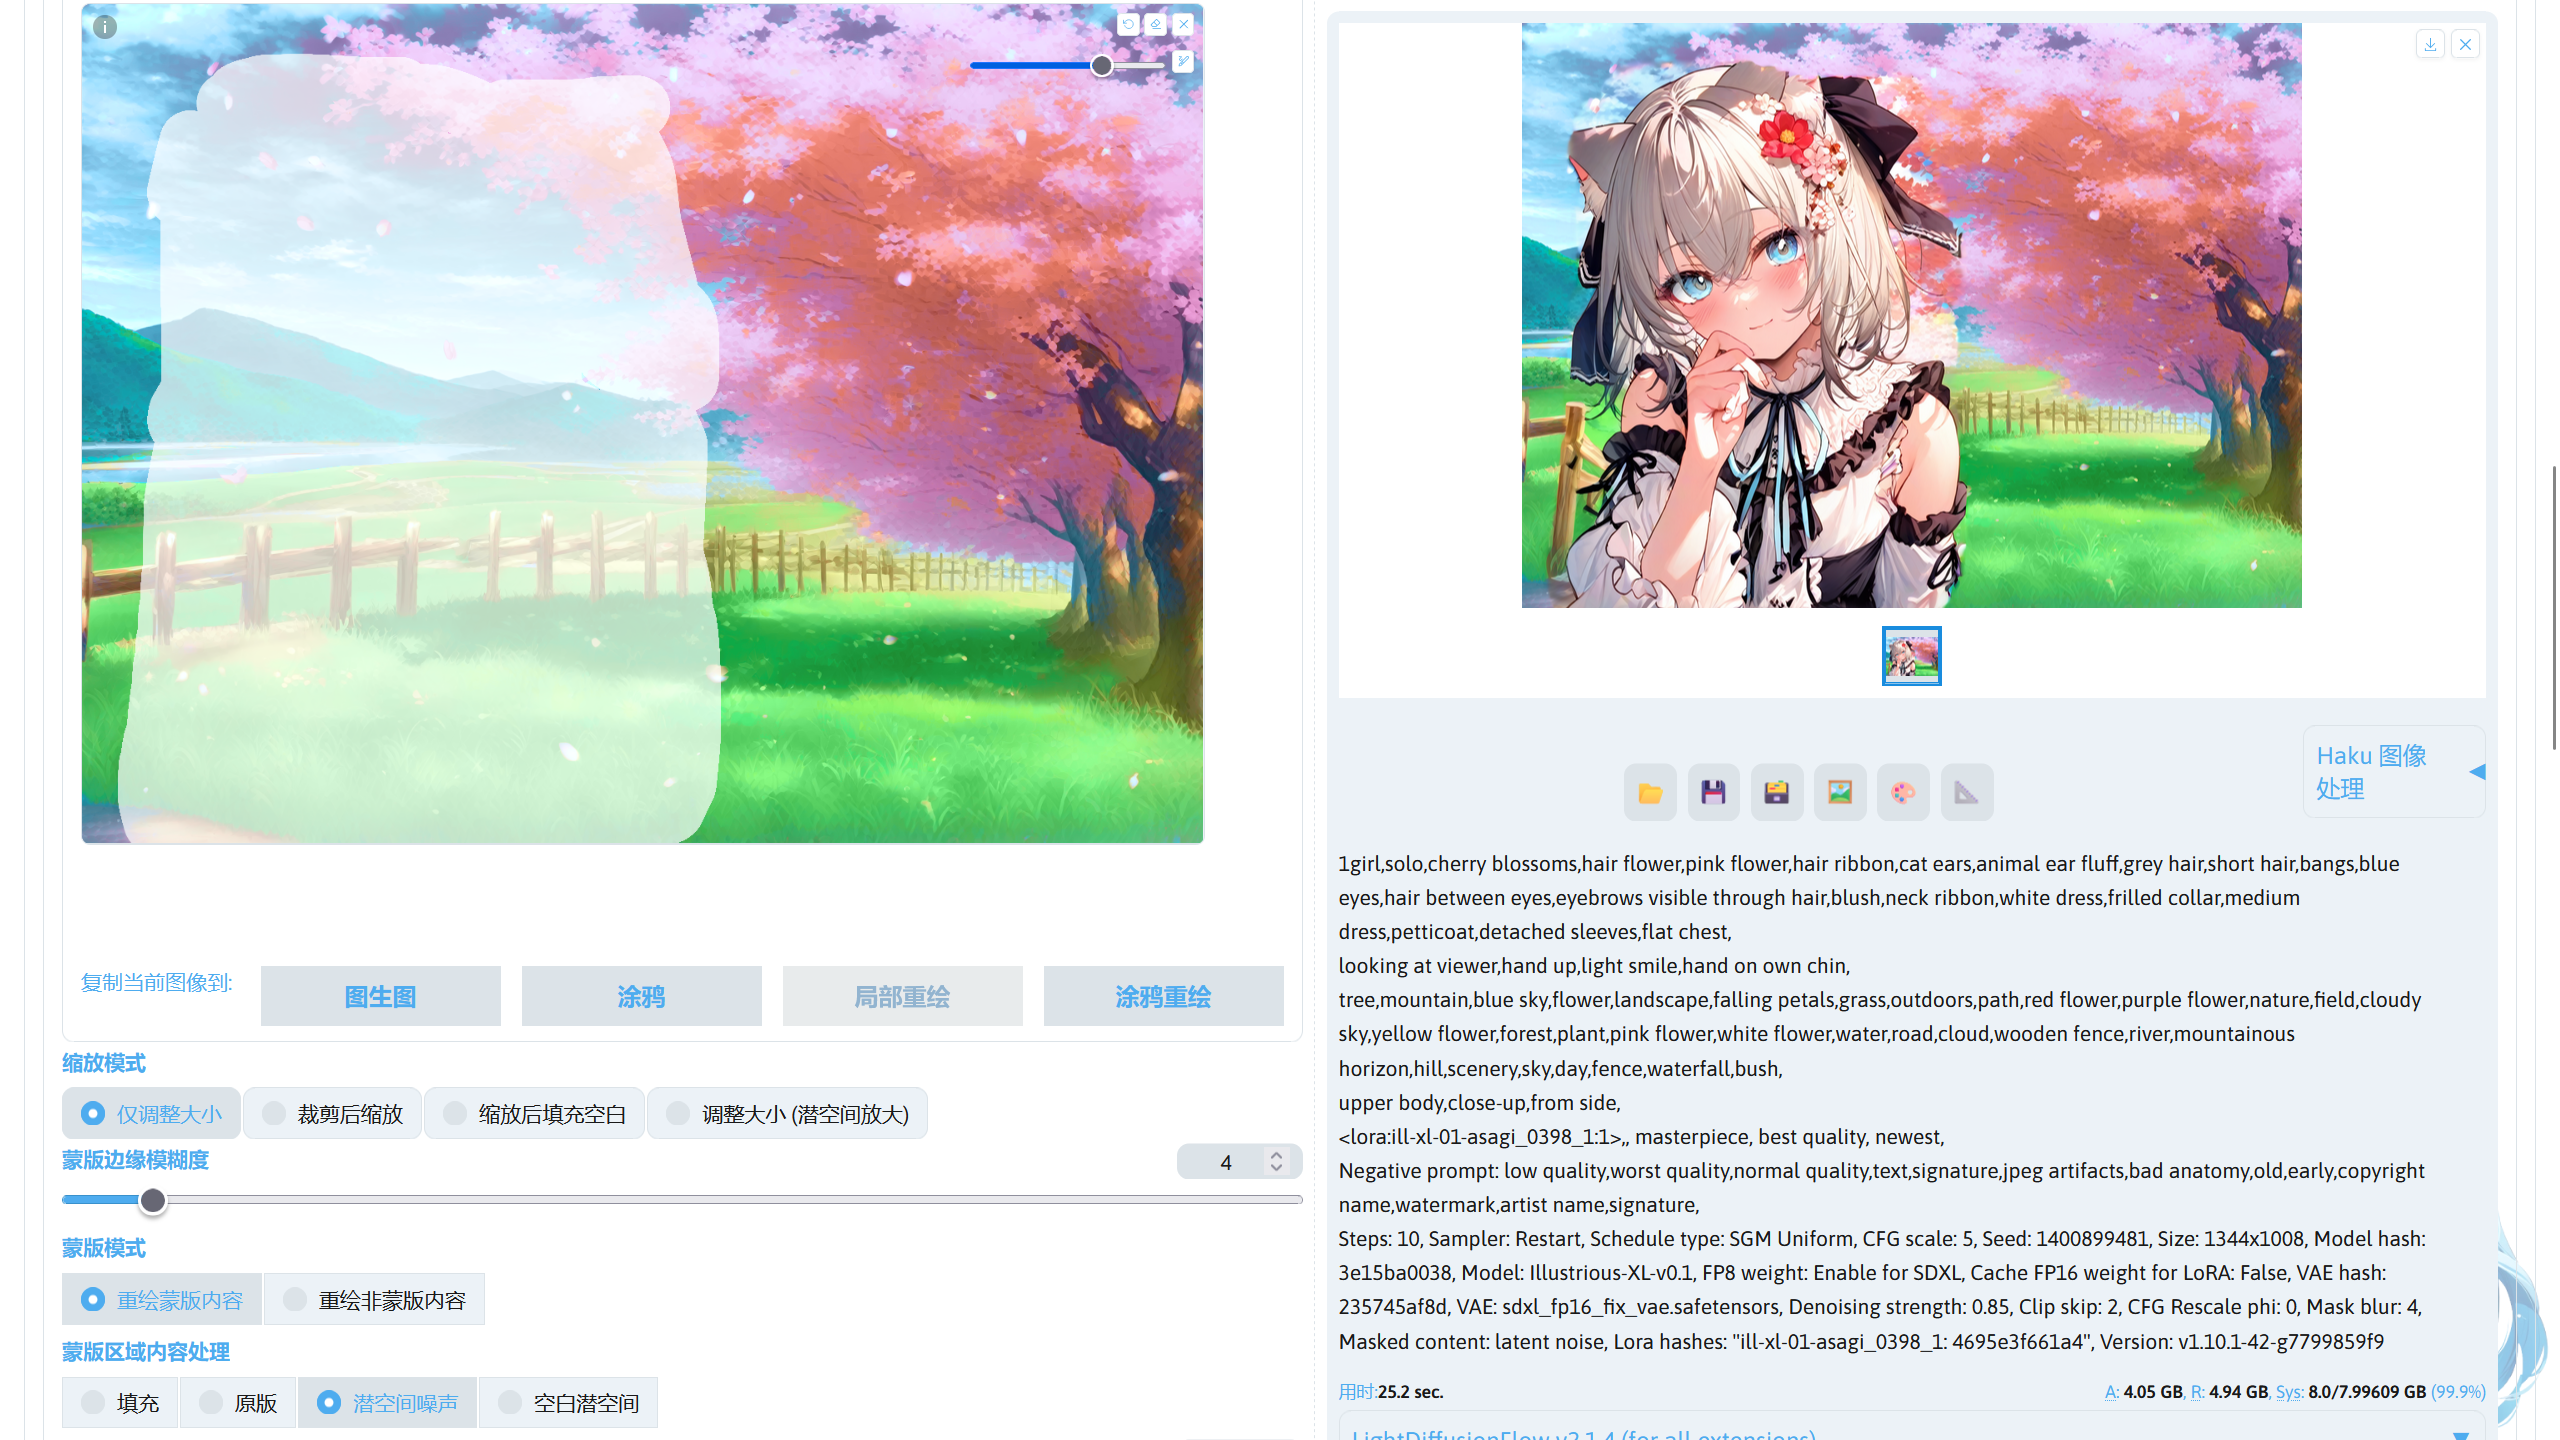 复制当前图像到:
图生图
涂鸦
局部重绘
涂鸦重绘
缩放模式
仅调整大小
裁剪后缩放
缩放后填充空白
调整大小 (潜空间放大)
蒙版边缘模糊度
4
蒙版模式
重绘蒙版内容
重绘非蒙版内容
蒙版区域内容处理
填充
原版
潜空间噪声
空白潜空间
Haku 图像
处理
1girl,solo,cherry blossoms,hair flower,pink flower,hair ribbon,cat ears,animal ear fluff,grey hair,short hair,bangs,blue
eyes,hair between eyes,eyebrows visible through hair,blush,neck ribbon,white dress,frilled collar,medium
dress,petticoat,detached sleeves,flat chest,
looking at viewer,hand up,light smile,hand on own chin,
tree,mountain,blue sky,flower,landscape,falling petals,grass,outdoors,path,red flower,purple flower,nature,field,cloudy
sky,yellow flower,forest,plant,pink flower,white flower,water,road,cloud,wooden fence,river,mountainous
horizon,hill,scenery,sky,day,fence,waterfall,bush,
upper body,close-up,from side,
<lora:ill-xl-01-asagi_0398_1:1>,, masterpiece, best quality, newest,
Negative prompt: low quality,worst quality,normal quality,text,signature,jpeg artifacts,bad anatomy,old,early,copyright
name,watermark,artist name,signature,
Steps: 10, Sampler: Restart, Schedule type: SGM Uniform, CFG scale: 5, Seed: 1400899481, Size: 1344x1008, Model hash:
3e15ba0038, Model: Illustrious-XL-v0.1, FP8 weight: Enable for SDXL, Cache FP16 weight for LoRA: False, VAE hash:
235745af8d, VAE: sdxl_fp16_fix_vae.safetensors, Denoising strength: 0.85, Clip skip: 2, CFG Rescale phi: 0, Mask blur: 4,
Masked content: latent noise, Lora hashes: "ill-xl-01-asagi_0398_1: 4695e3f661a4", Version: v1.10.1-42-g7799859f9
用时:25.2 sec.
A: 4.05 GB, R: 4.94 GB, Sys: 8.0/7.99609 GB (99.9%)
LightDiffusionFlow v2.1.4 (for all extensions)